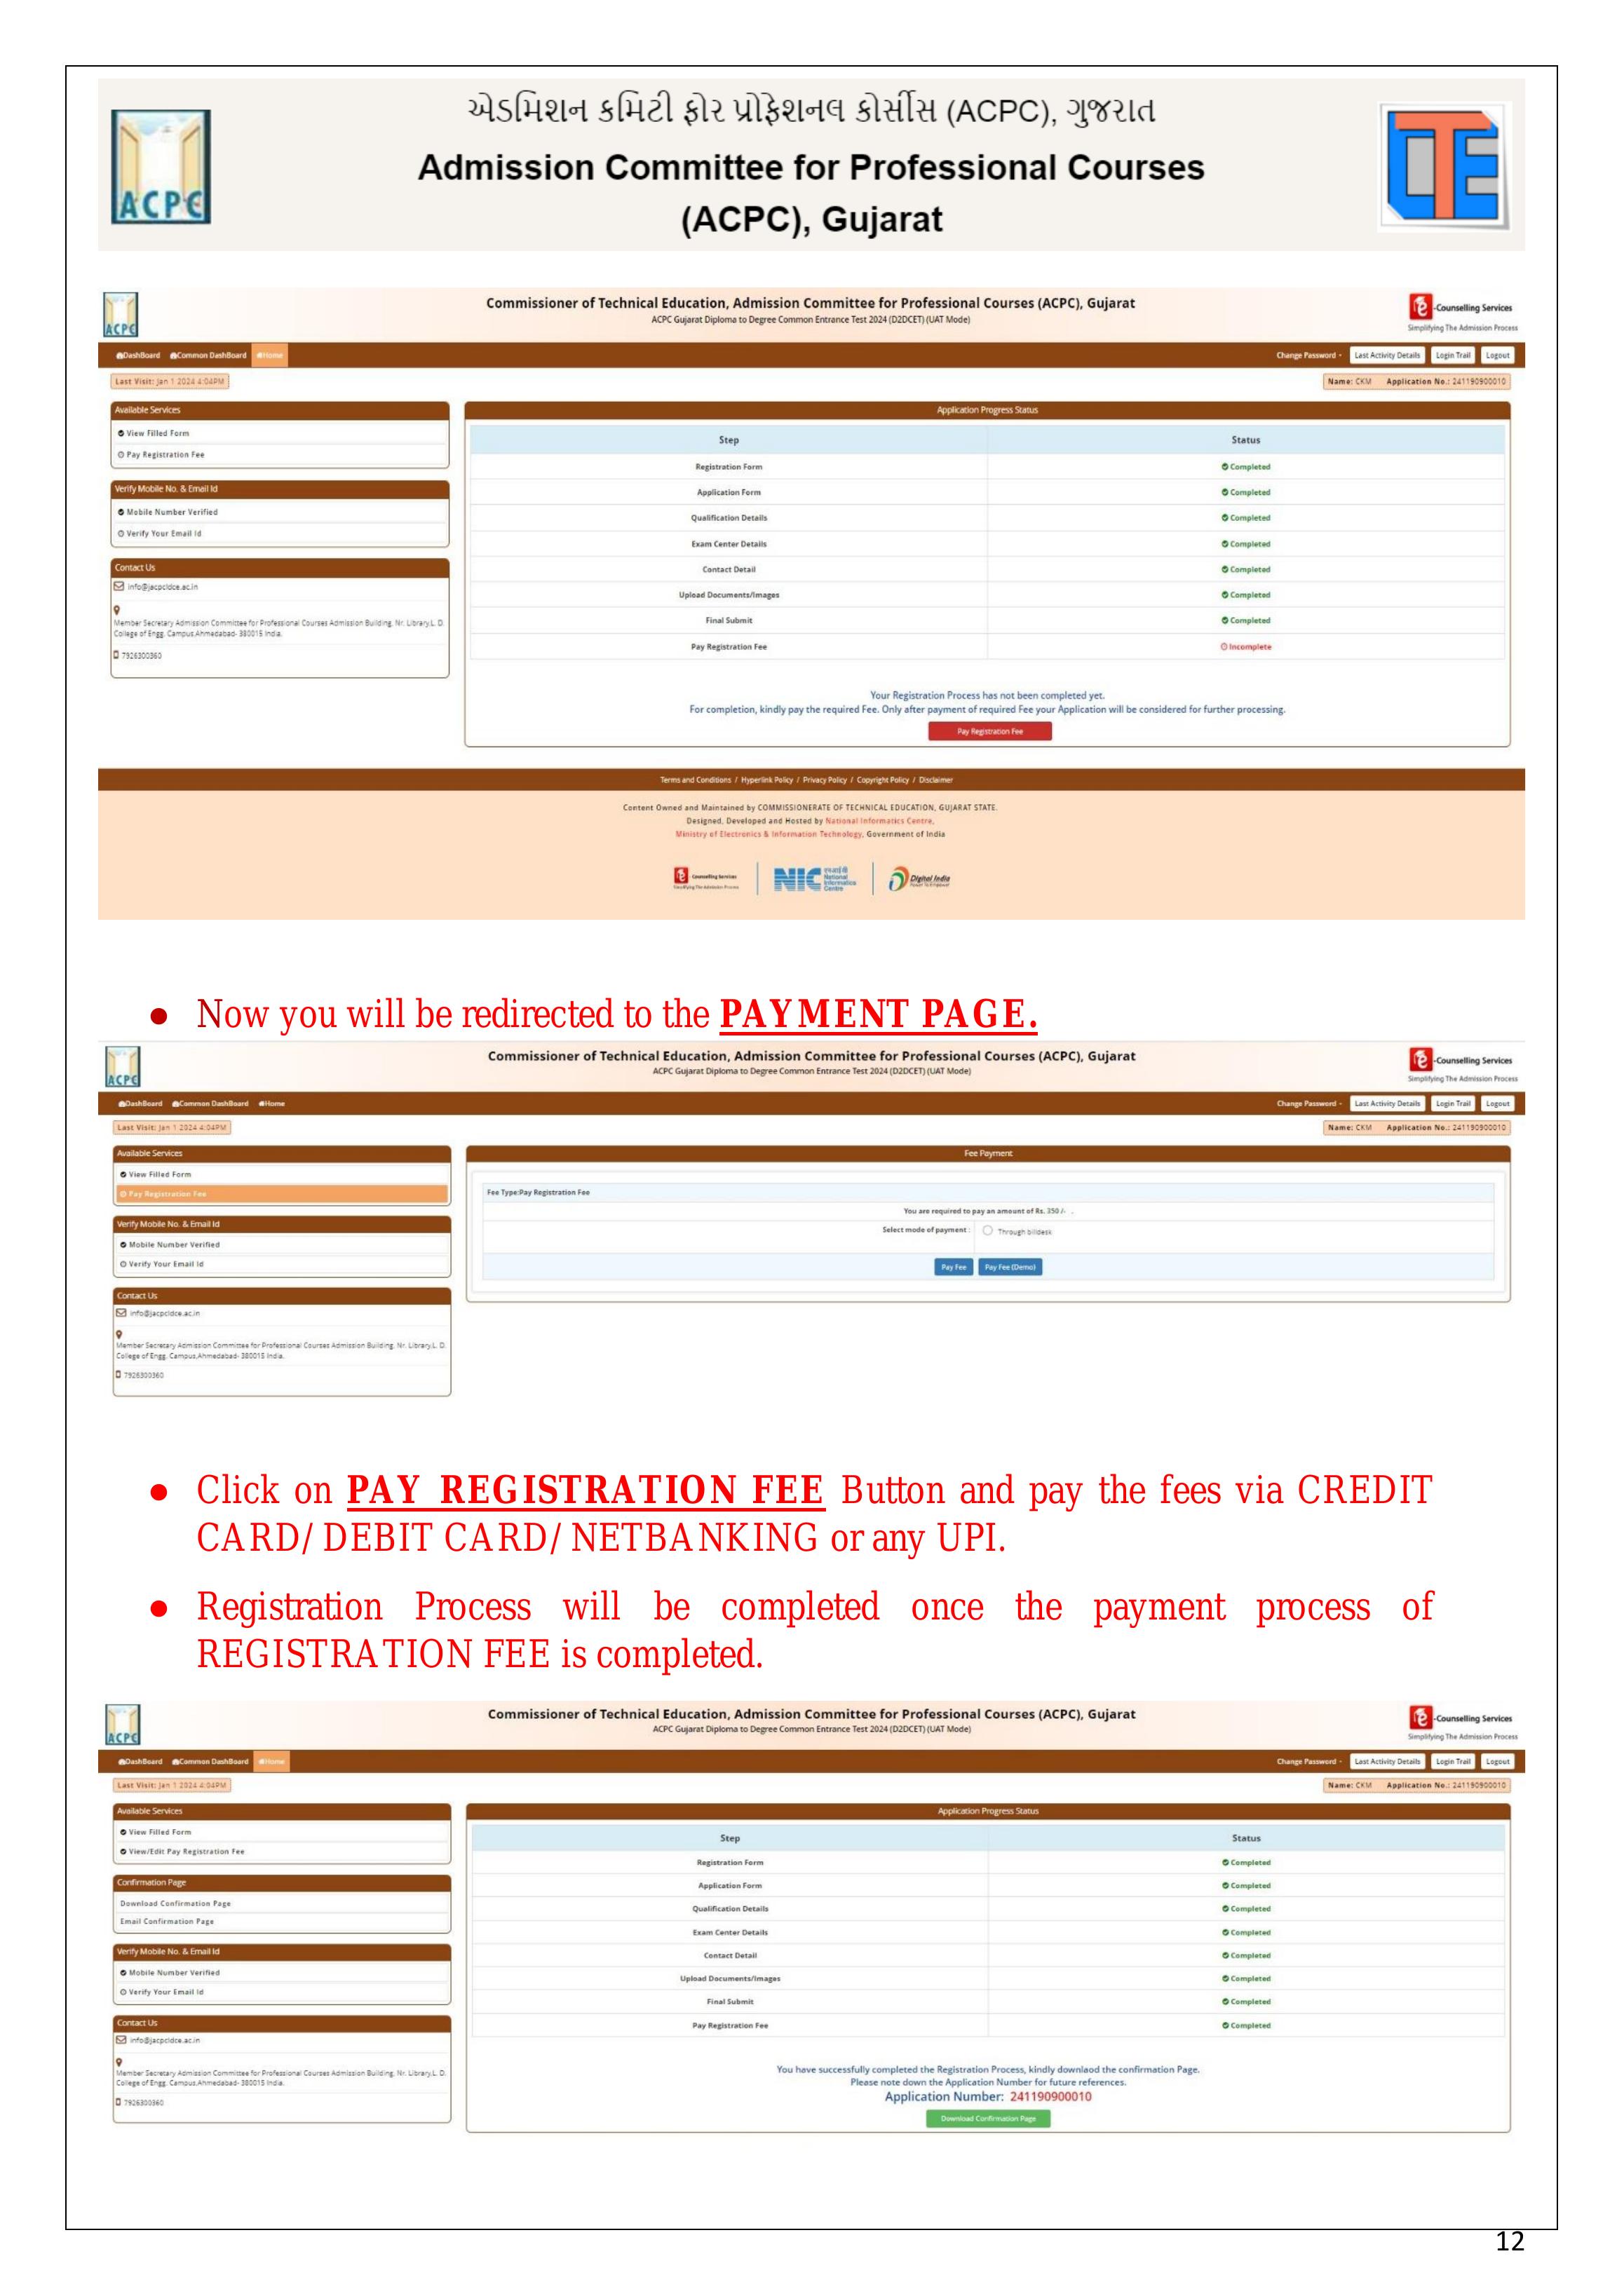 એડમિશન કમિટી ફોર પ્રોફેશનલ કોર્સીસ (ACPC), ગુજરાત
Admission Committee for Professional Courses
(ACPC), Gujarat
ACPC
Commissioner of Technical Education, Admission Committee for Professional Courses (ACPC), Gujarat
ACPC Gujarat Diploma to Degree Common Entrance Test 2024 (D2DCET) (UAT Mode)
ACPC
e-Counselling Services
Simplifying The Admission Process
DashBoard Common DashBoard Home
Change Password Last Activity Details Login Trail Logout
Last Visit: Jan 1 2024 4:04PM
Name: CKM Application No.: 241190900010
Available Services
View Filled Form
Pay Registration Fee
Verify Mobile No. & Email Id
Mobile Number Verified
Verify Your Email Id
Contact Us
info@jacpcldce.ac.in
Member Secretary Admission Committee for Professional Courses Admission Building, Nr. Library,L. D.
College of Engg. Campus,Ahmedabad- 380015 India.
7926300360
Application Progress Status
Step Status
Registration Form Completed
Application Form Completed
Qualification Details Completed
Exam Center Details Completed
Contact Detail Completed
Upload Documents/Images Completed
Final Submit Completed
Pay Registration Fee Incomplete
Your Registration Process has not been completed yet.
For completion, kindly pay the required Fee. Only after payment of required Fee your Application will be considered for further processing.
Pay Registration Fee
Terms and Conditions / Hyperlink Policy / Privacy Policy / Copyright Policy / Disclaimer
Content Owned and Maintained by COMMISSIONERATE OF TECHNICAL EDUCATION, GUJARAT STATE.
Designed, Developed and Hosted by National Informatics Centre,
Ministry of Electronics & Information Technology, Government of India
Counselling Services
Simplifying The Admission Process
NIC एनआईसी National Informatics Centre
Digital India
Power To Empower
● Now you will be redirected to the PAYMENT PAGE.
Commissioner of Technical Education, Admission Committee for Professional Courses (ACPC), Gujarat
ACPC Gujarat Diploma to Degree Common Entrance Test 2024 (D2DCET) (UAT Mode)
ACPC
e-Counselling Services
Simplifying The Admission Process
DashBoard Common DashBoard Home
Change Password Last Activity Details Login Trail Logout
Last Visit: Jan 1 2024 4:04PM
Name: CKM Application No.: 241190900010
Available Services
View Filled Form
Pay Registration Fee
Verify Mobile No. & Email Id
Mobile Number Verified
Verify Your Email Id
Contact Us
info@jacpcldce.ac.in
Member Secretary Admission Committee for Professional Courses Admission Building, Nr. Library,L. D.
College of Engg. Campus,Ahmedabad- 380015 India.
7926300360
Fee Payment
Fee Type:Pay Registration Fee
You are required to pay an amount of Rs. 350 /- .
Select mode of payment : Through billdesk
Pay Fee Pay Fee (Demo)
● Click on PAY REGISTRATION FEE Button and pay the fees via CREDIT
CARD/ DEBIT CARD/ NETBANKING or any UPI.
● Registration Process will be completed once the payment process of
REGISTRATION FEE is completed.
Commissioner of Technical Education, Admission Committee for Professional Courses (ACPC), Gujarat
ACPC Gujarat Diploma to Degree Common Entrance Test 2024 (D2DCET) (UAT Mode)
ACPC
e-Counselling Services
Simplifying The Admission Process
DashBoard Common DashBoard Home
Change Password Last Activity Details Login Trail Logout
Last Visit: Jan 1 2024 4:04PM
Name: CKM Application No.: 241190900010
Available Services
View Filled Form
View/Edit Pay Registration Fee
Confirmation Page
Download Confirmation Page
Email Confirmation Page
Verify Mobile No. & Email Id
Mobile Number Verified
Verify Your Email Id
Contact Us
info@jacpcldce.ac.in
Member Secretary Admission Committee for Professional Courses Admission Building, Nr. Library,L. D.
College of Engg. Campus,Ahmedabad- 380015 India.
7926300360
Application Progress Status
Step Status
Registration Form Completed
Application Form Completed
Qualification Details Completed
Exam Center Details Completed
Contact Detail Completed
Upload Documents/Images Completed
Final Submit Completed
Pay Registration Fee Completed
You have successfully completed the Registration Process, kindly downlaod the confirmation Page.
Please note down the Application Number for future references.
Application Number: 241190900010
Download Confirmation Page
12